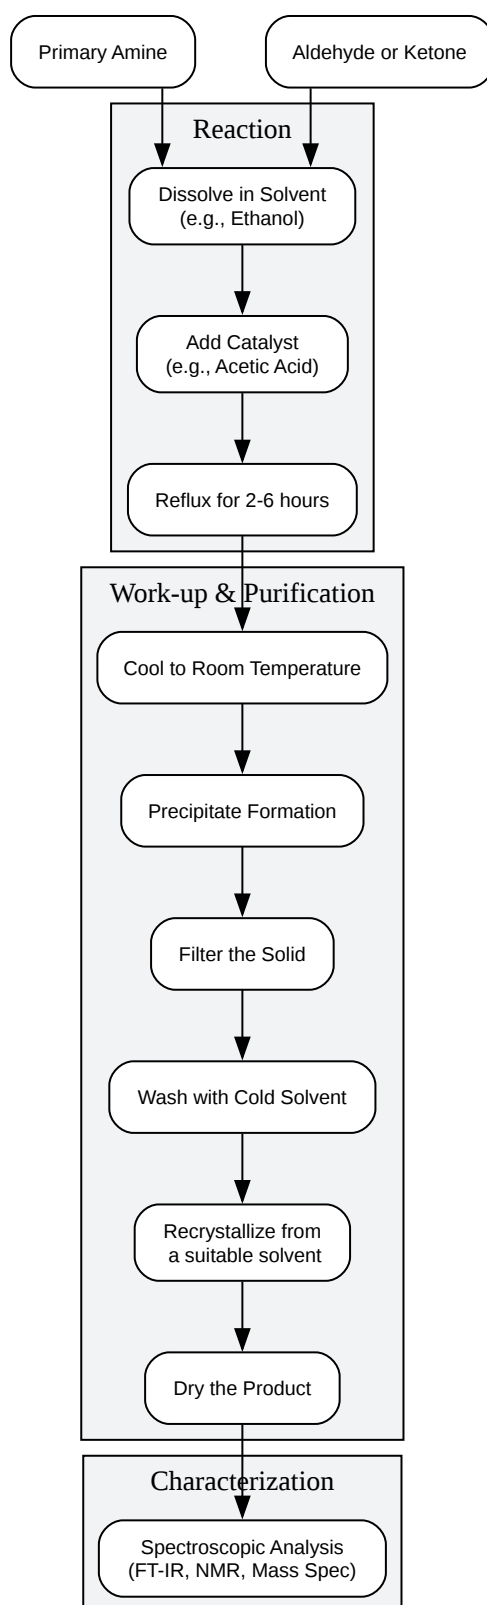 Primary Amine
Aldehyde or Ketone
Reaction
Dissolve in Solvent
(e.g., Ethanol)
Add Catalyst
(e.g., Acetic Acid)
Reflux for 2-6 hours
Work-up & Purification
Cool to Room Temperature
Precipitate Formation
Filter the Solid
Wash with Cold Solvent
Recrystallize from
a suitable solvent
Dry the Product
Characterization
Spectroscopic Analysis
(FT-IR, NMR, Mass Spec)